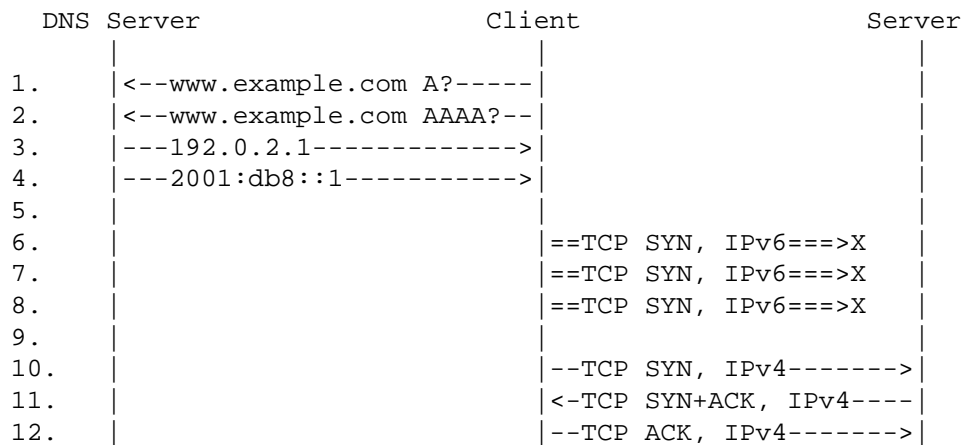 DNS Server                  Client                  Server
      |                          |                       |
1.    |<--www.example.com A?-----|                       |
2.    |<--www.example.com AAAA?--|                       |
3.    |---192.0.2.1------------->|                       |
4.    |---2001:db8::1----------->|                       |
5.    |                          |                       |
6.    |                          |==TCP SYN, IPv6===>X   |
7.    |                          |==TCP SYN, IPv6===>X   |
8.    |                          |==TCP SYN, IPv6===>X   |
9.    |                          |                       |
10.   |                          |--TCP SYN, IPv4------->|
11.   |                          |<-TCP SYN+ACK, IPv4----|
12.   |                          |--TCP ACK, IPv4------->|